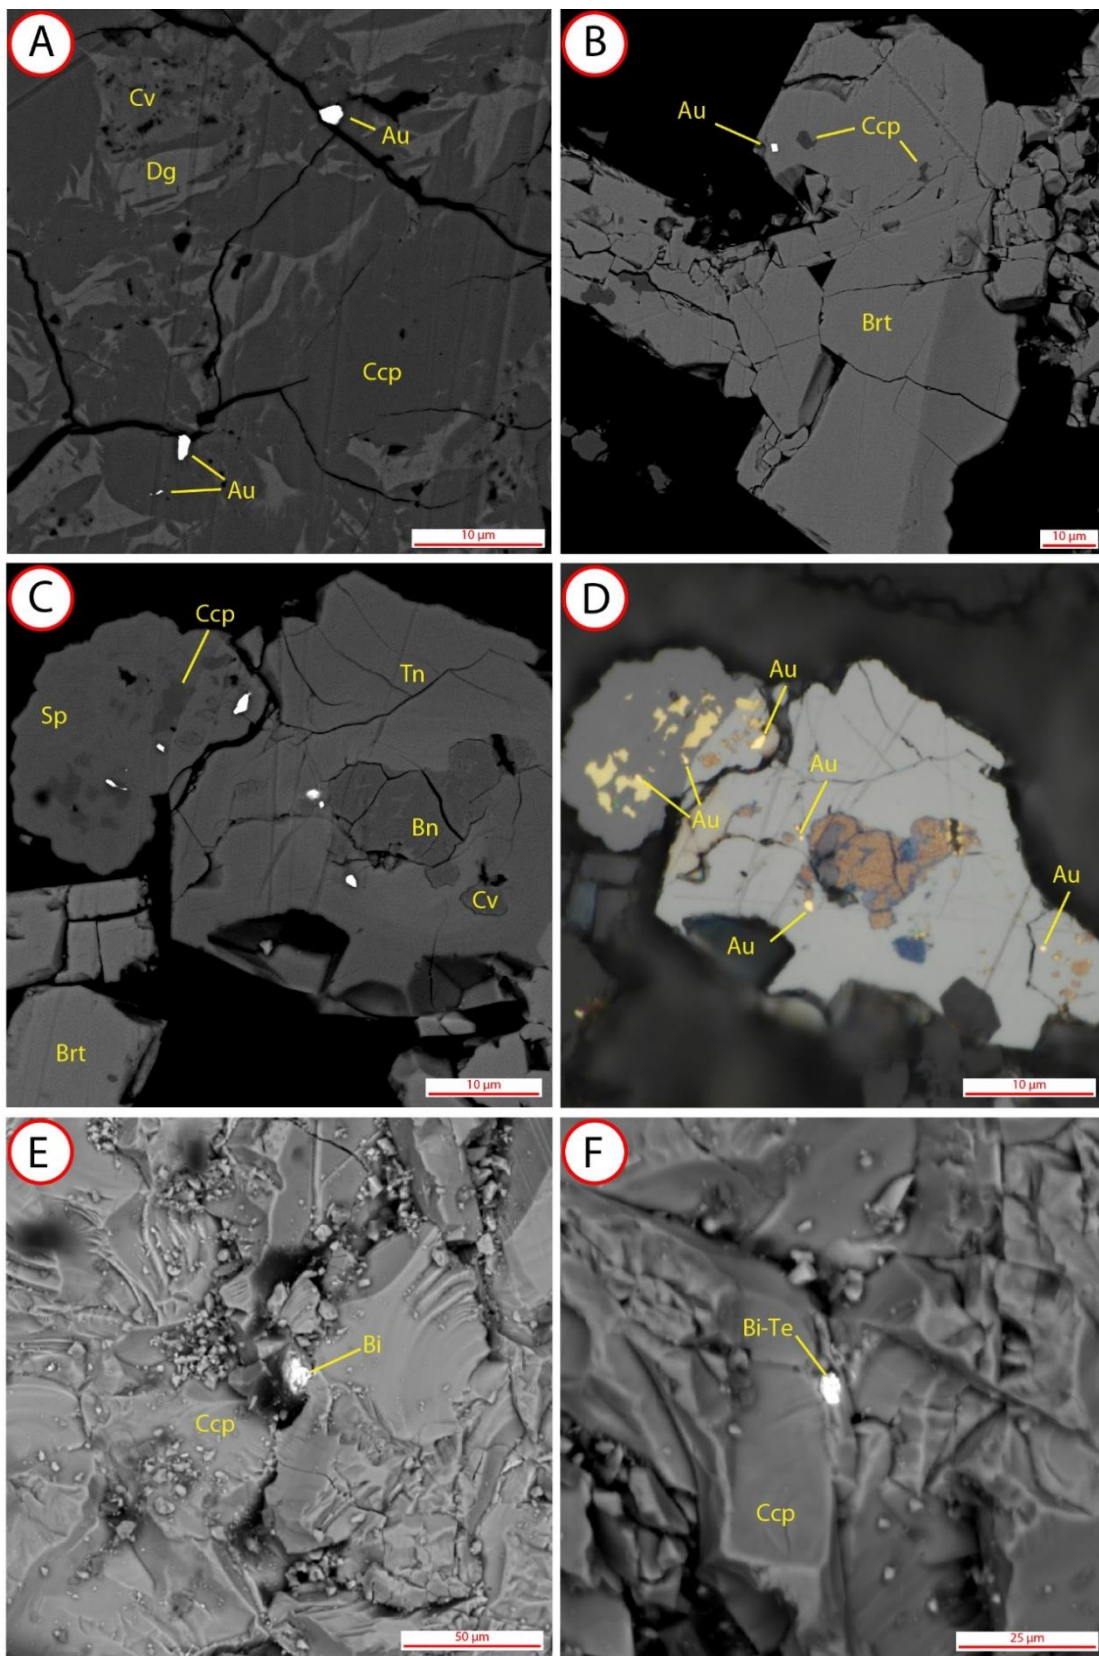 A
Cv
Au
Dg
Ccp
Au
10 µm
B
Au
Ccp
Brt
10 µm
C
Ccp
Tn
Sp
Bn
Cv
Brt
10 µm
D
Au
Au
Au
Au
Au
10 µm
E
Bi
Ccp
50 µm
F
Bi-Te
Ccp
25 µm